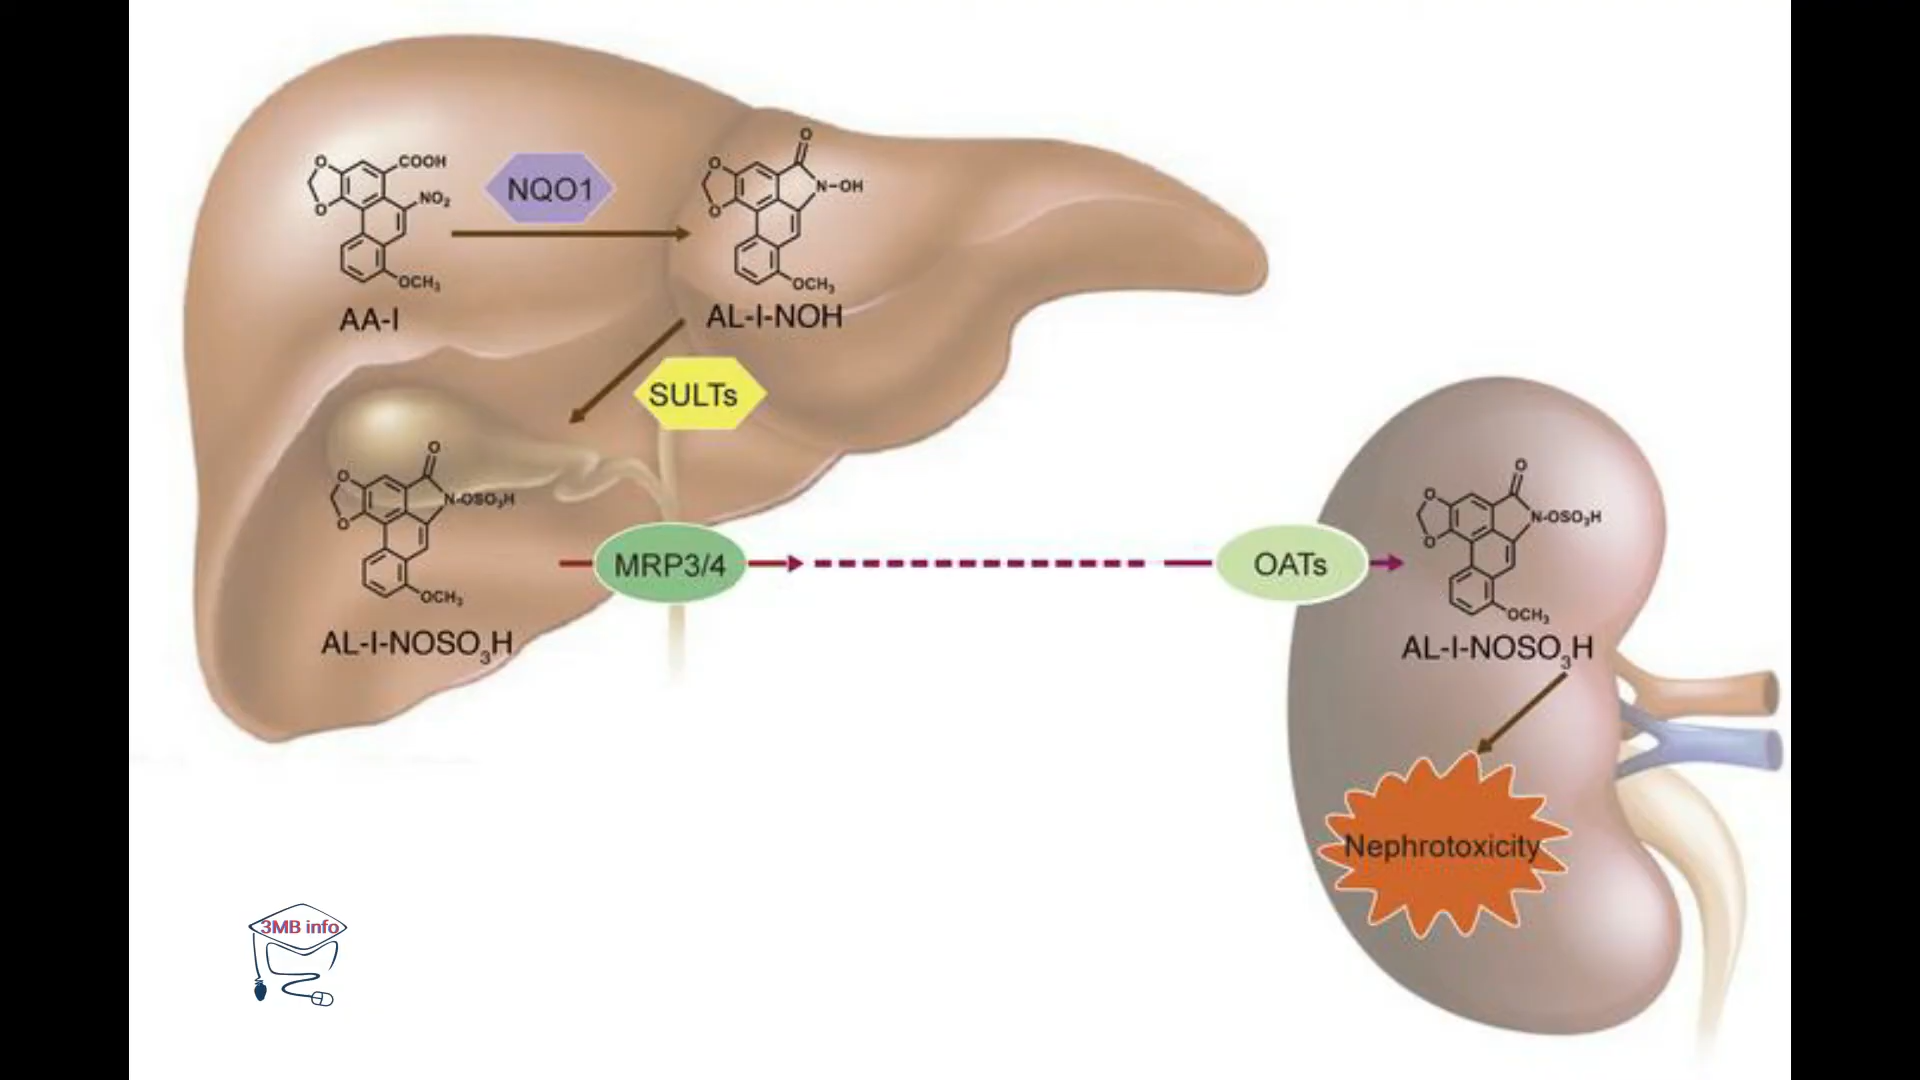 O
O
COOH
NO₂
OCH₃
AA-I
NQO1
O
O
O
N-OH
OCH₃
AL-I-NOH
SULTs
O
O
O
N-OSO₃H
OCH₃
AL-I-NOSO₃H
MRP3/4
OATs
O
O
O
N-OSO₃H
OCH₃
AL-I-NOSO₃H
Nephrotoxicity
3MB info